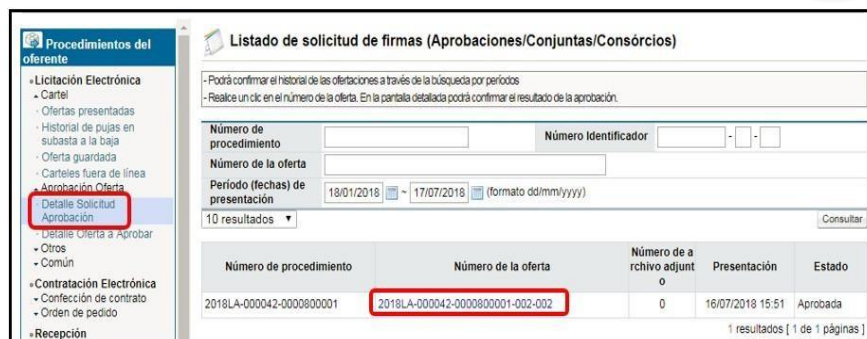 Procedimientos del
oferente
Licitación Electrónica
Cartel
Ofertas presentadas
Historial de pujas en
subasta a la baja
Oferta guardada
Carteles fuera de línea
Aprobación Oferta
Detalle Solicitud
Aprobación
Detalle Oferta a Aprobar
Otros
Común
Contratación Electrónica
Confección de contrato
Orden de pedido
Recepción
Listado de solicitud de firmas (Aprobaciones/Conjuntas/Consórcios)
- Podrá confirmar el historial de las ofertaciones a través de la búsqueda por períodos
- Realice un clic en el número de la oferta. En la pantalla detallada podrá confirmar el resultado de la aprobación.
Número de
procedimiento
Número Identificador - -
Número de la oferta
Período (fechas) de
presentación
18/01/2018 ~ 17/07/2018 (formato dd/mm/yyyy)
10 resultados Consultar
Número de procedimiento Número de la oferta Número de a
rchivo adjunt
o Presentación Estado
2018LA-000042-0000800001 2018LA-000042-0000800001-002-002 0 16/07/2018 15:51 Aprobada
1 resultados [ 1 de 1 páginas ]